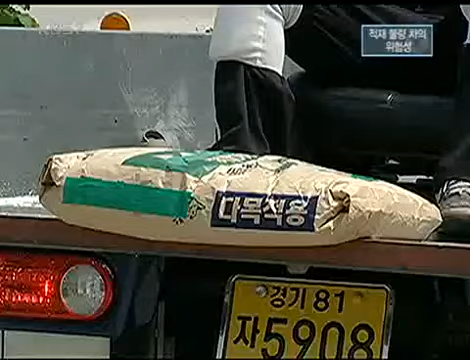 적재 불량 차의
위험성
다목적용
경기 81
자5908